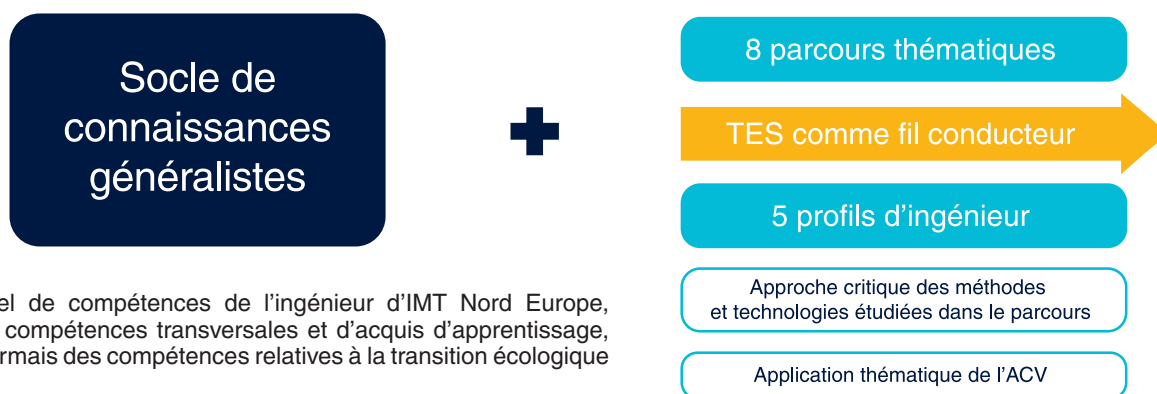 Socle de
connaissances
généralistes
8 parcours thématiques
TES comme fil conducteur
5 profils d’ingénieur
Approche critique des méthodes
et technologies étudiées dans le parcours
Application thématique de l’ACV
de compétences de l’ingénieur d’IMT Nord Europe,
compétences transversales et d’acquis d’apprentissage,
des compétences relatives à la transition écologique